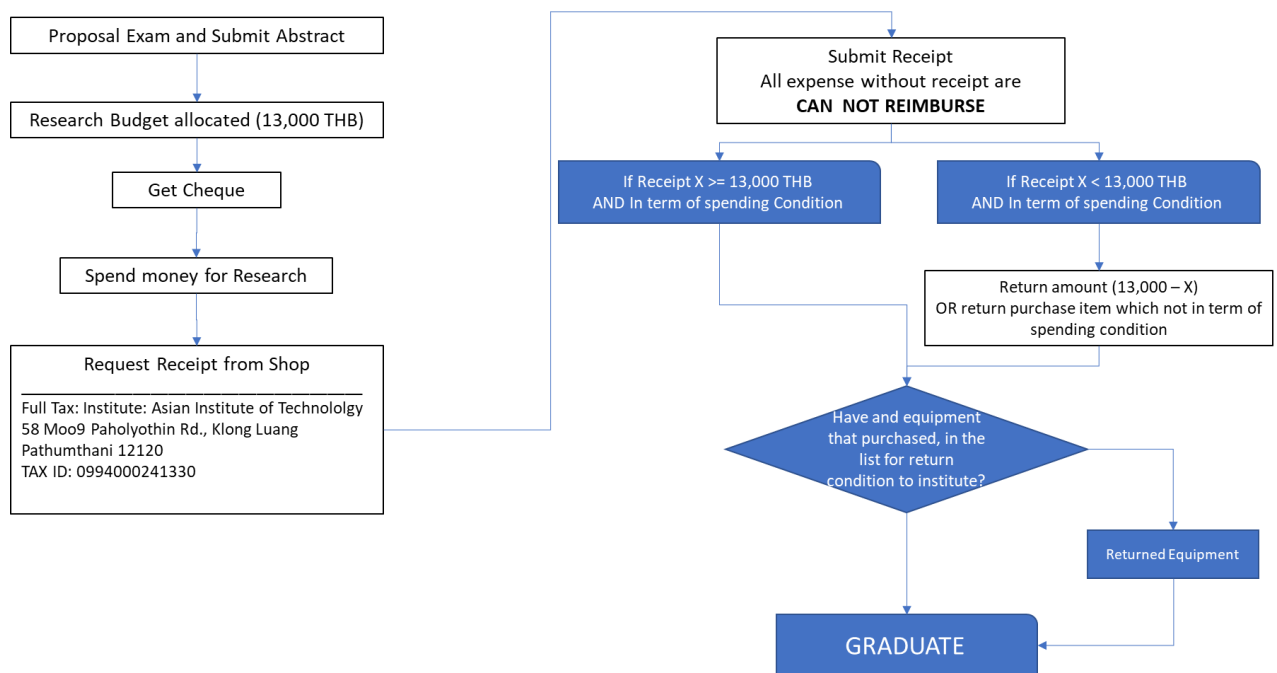 Proposal Exam and Submit Abstract
Research Budget allocated (13,000 THB)
Get Cheque
Spend money for Research
Request Receipt from Shop
Full Tax: Institute: Asian Institute of Technololgy
58 Moo9 Paholyothin Rd., Klong Luang
Pathumthani 12120
TAX ID: 0994000241330
Submit Receipt
All expense without receipt are
CAN NOT REIMBURSE
If Receipt X >= 13,000 THB
AND In term of spending Condition
If Receipt X < 13,000 THB
AND In term of spending Condition
Return amount (13,000 – X)
OR return purchase item which not in term of
spending condition
Have and equipment
that purchased, in the
list for return
condition to institute?
Returned Equipment
GRADUATE